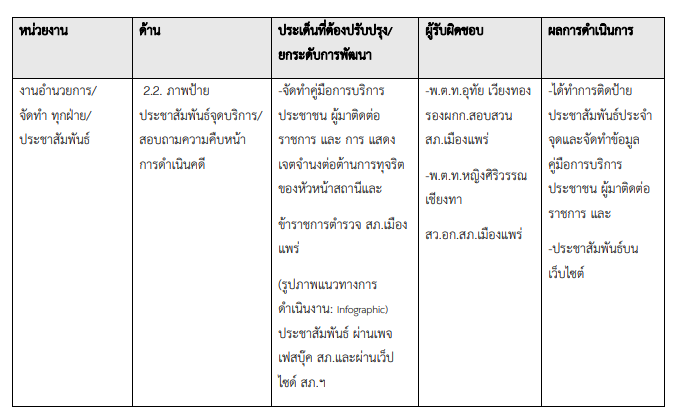 หน่วยงาน
ด้าน
ประเด็นที่ต้องปรับปรุง/
ยกระดับการพัฒนา
ผู้รับผิดชอบ
ผลการดำเนินการ
งานอำนวยการ/
จัดทำ ทุกฝ่าย/
ประชาสัมพันธ์
2.2. ภาพป้าย
ประชาสัมพันธ์จุดบริการ/
สอบถามความคืบหน้า
การดำเนินคดี
-จัดทำคู่มือการบริการ
ประชาชน ผู้มาติดต่อ
ราชการ และ การ แสดง
เจตจำนงต่อต้านการทุจริต
ของหัวหน้าสถานีและ
ข้าราชการตำรวจ สภ.เมือง
แพร่
(รูปภาพแนวทางการ
ดำเนินงาน: Infographic)
ประชาสัมพันธ์ ผ่านเพจ
เฟสบุ๊ค สภ.และผ่านเว็ป
ไซต์ สภ.ฯ
-พ.ต.ท.อุทัย เวียงทอง
รองผกก.สอบสวน
สภ.เมืองแพร่
-พ.ต.ท.หญิงศิริวรรณ
เชียงทา
สว.อก.สภ.เมืองแพร่
-ได้ทำการติดป้าย
ประชาสัมพันธ์ประจำ
จุดและจัดทำข้อมูล
คู่มือการบริการ
ประชาชน ผู้มาติดต่อ
ราชการ และ
-ประชาสัมพันธ์บน
เว็บไซต์